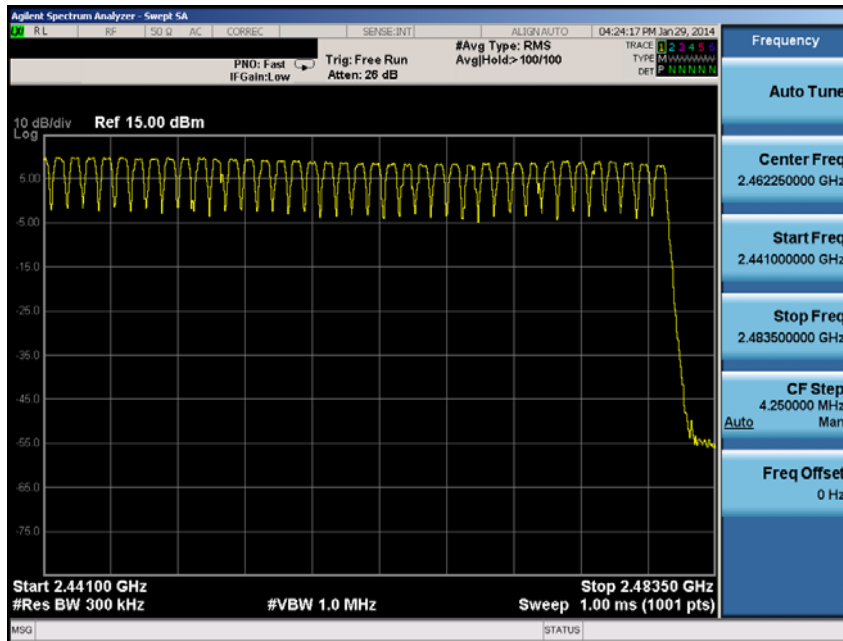 Agilent Spectrum Analyzer - Swept SA
RL RF 50 Ω AC CORREC SENSE:INT ALIGN AUTO 04:24:17 PM Jan 29, 2014
PNO: Fast
IFGain:Low
Trig: Free Run
Atten: 26 dB
#Avg Type: RMS
Avg|Hold:>100/100
TRACE 1 2 3 4 5 6
TYPE M
DET P N N N N N
Frequency
Auto Tune
10 dB/div Ref 15.00 dBm
Log
5.00
-5.00
-15.0
-25.0
-35.0
-45.0
-55.0
-65.0
-75.0
Center Freq
2.462250000 GHz
Start Freq
2.441000000 GHz
Stop Freq
2.483500000 GHz
CF Step
4.250000 MHz
Auto Man
Freq Offset
0 Hz
Start 2.44100 GHz Stop 2.48350 GHz
#Res BW 300 kHz #VBW 1.0 MHz Sweep 1.00 ms (1001 pts)
MSG STATUS